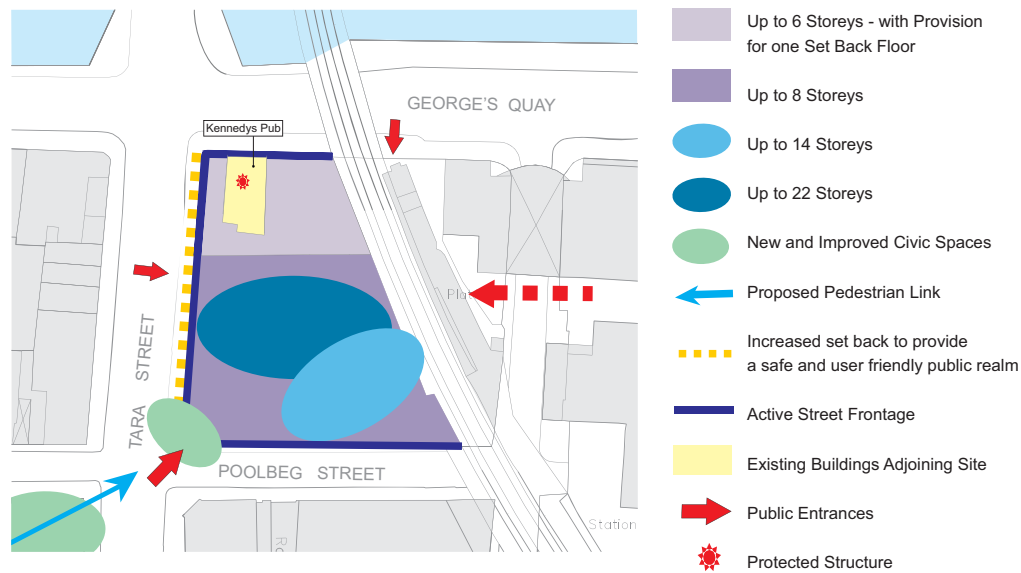 GEORGE'S QUAY
Kennedys Pub
TARA STREET
POOLBEG STREET
Station
Up to 6 Storeys - with Provision
for one Set Back Floor
Up to 8 Storeys
Up to 14 Storeys
Up to 22 Storeys
New and Improved Civic Spaces
Proposed Pedestrian Link
Increased set back to provide
a safe and user friendly public realm
Active Street Frontage
Existing Buildings Adjoining Site
Public Entrances
Protected Structure